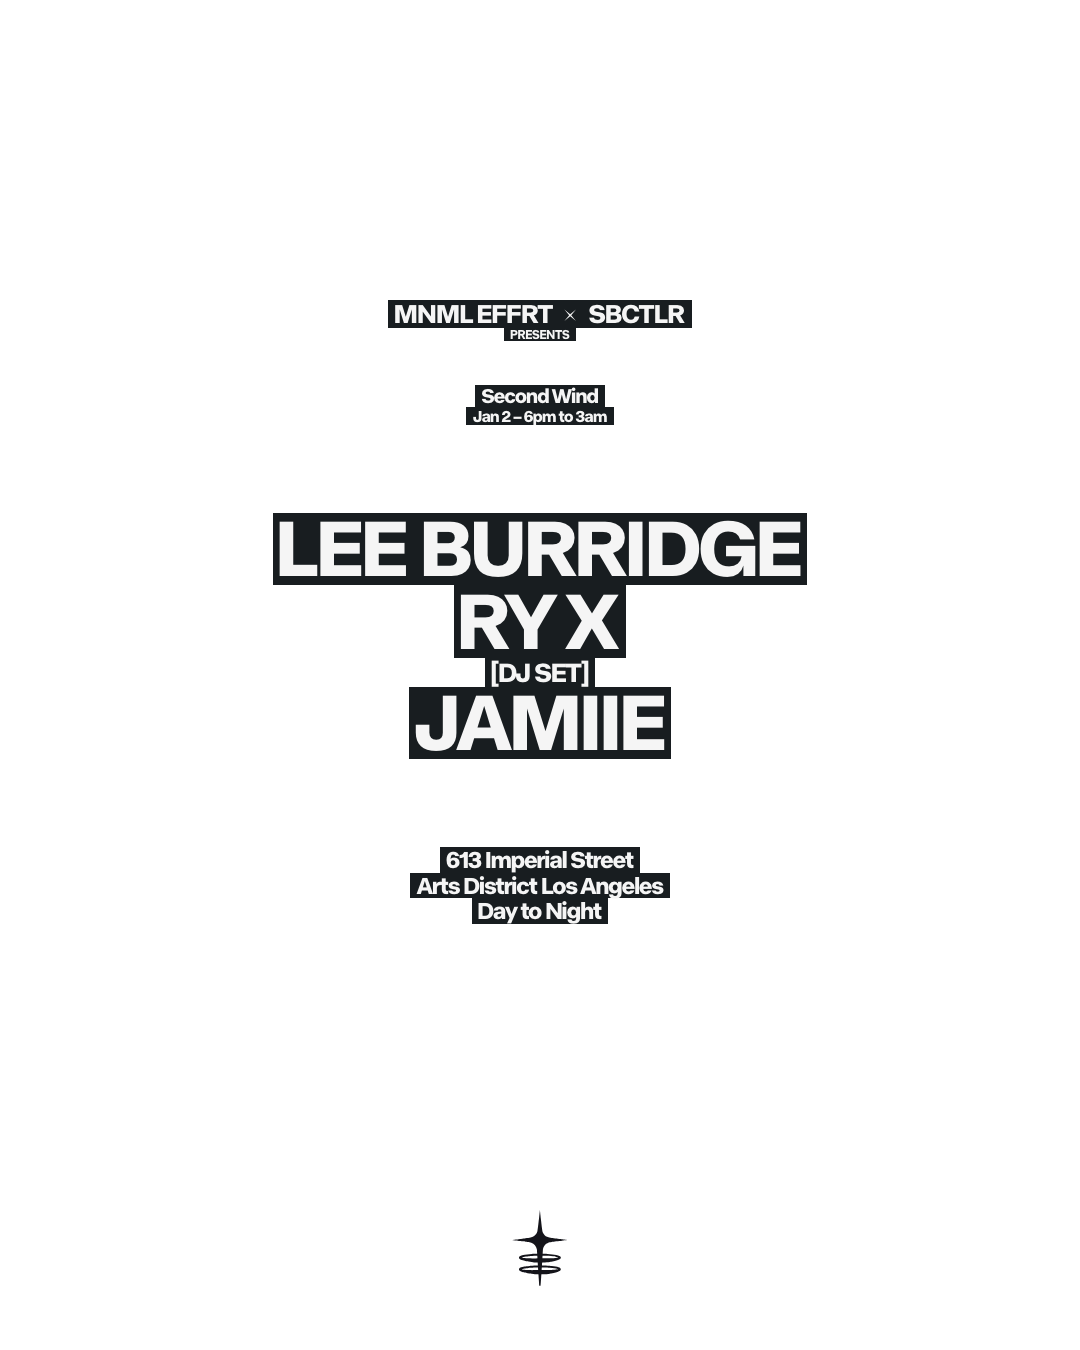 MNML EFFRT × SBCTLR
PRESENTS
Second Wind
Jan 2 – 6pm to 3am
LEE BURRIDGE
RY X
[DJ SET]
JAMIIE
613 Imperial Street
Arts District Los Angeles
Day to Night